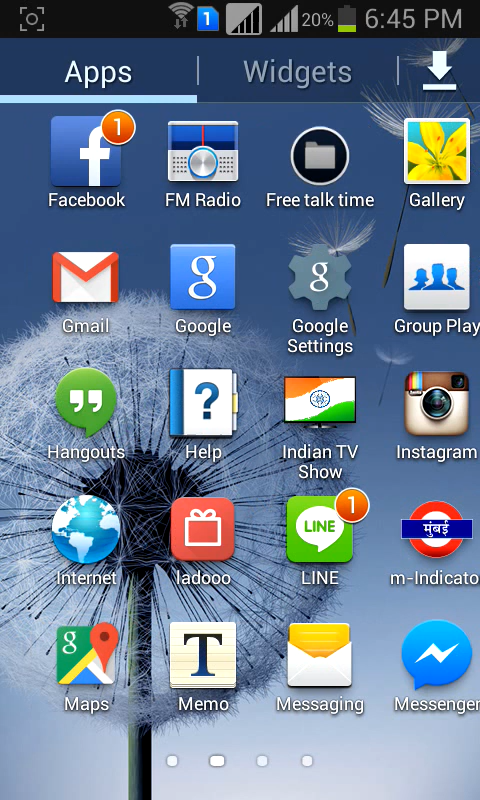 1 20% 6:45 PM
Apps Widgets
f 1
Facebook FM Radio Free talk time Gallery
g g
Gmail Google Google Settings Group Play
?
Hangouts Help Indian TV Show Instagram
LINE 1 मुंबई
Internet ladooo LINE m-Indicato
g T
Maps Memo Messaging Messenger